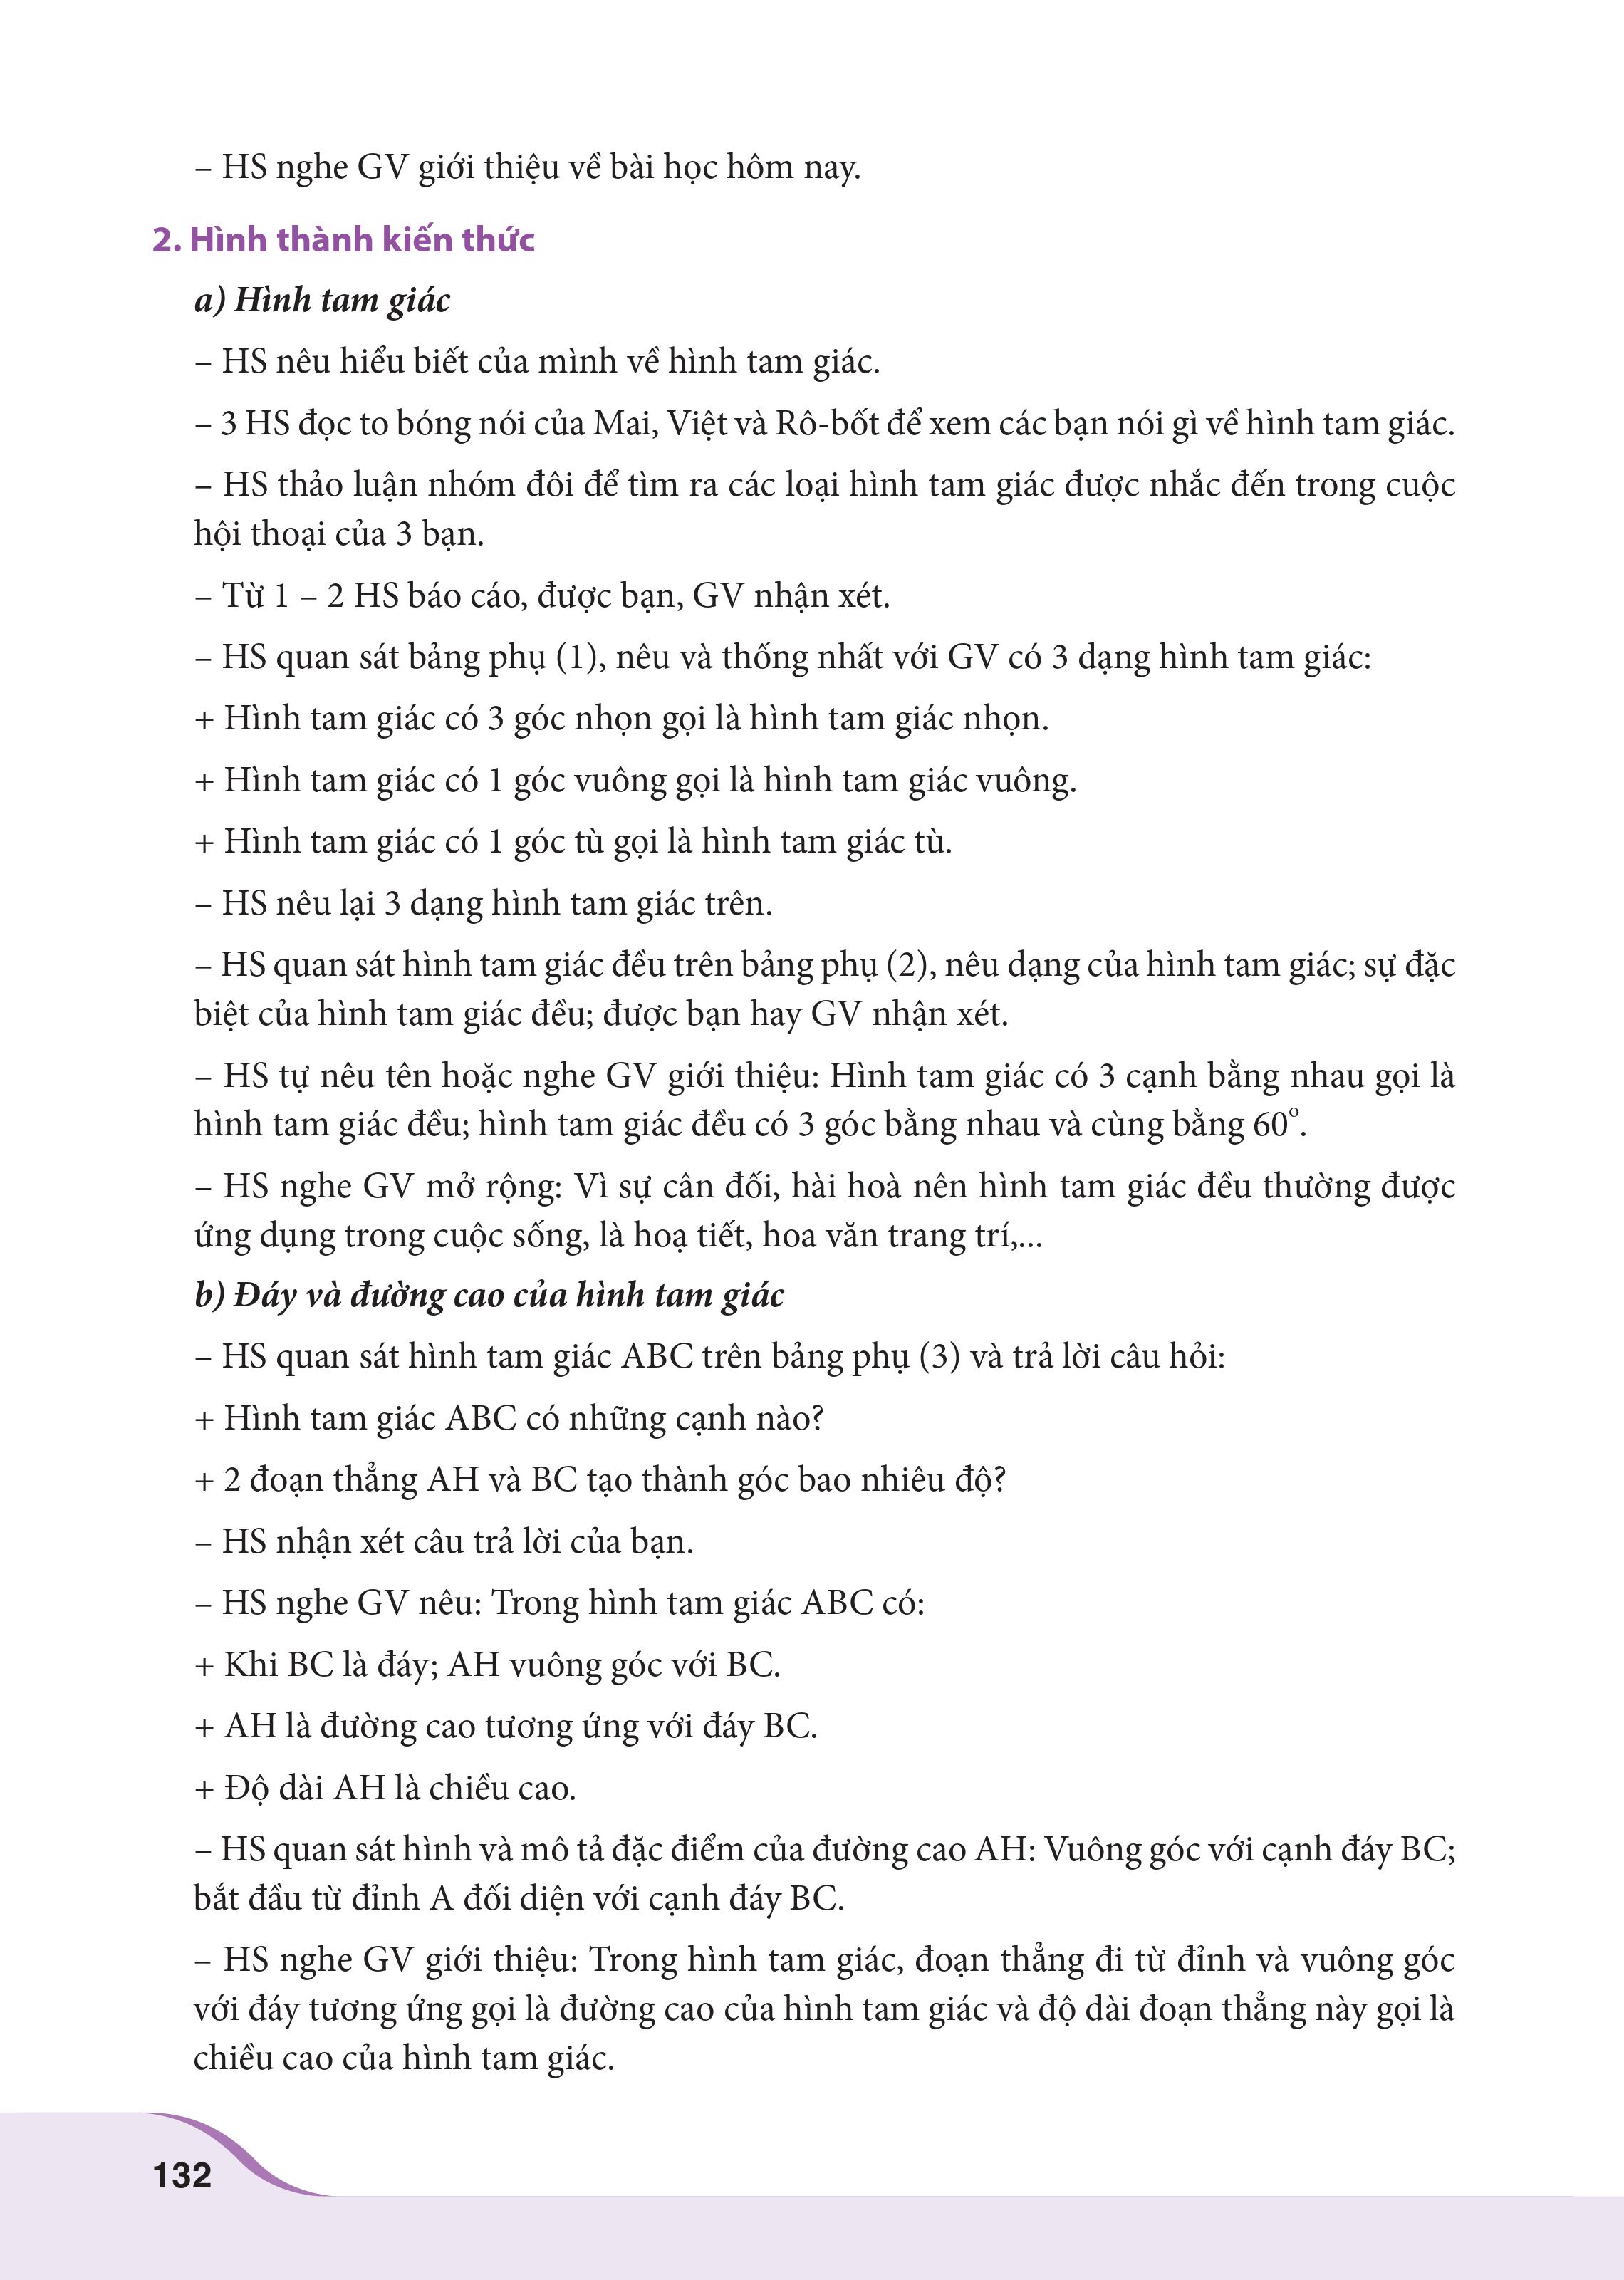 – HS nghe GV giới thiệu về bài học hôm nay.
2. Hình thành kiến thức
a) Hình tam giác
– HS nêu hiểu biết của mình về hình tam giác.
– 3 HS đọc to bóng nói của Mai, Việt và Rô-bốt để xem các bạn nói gì về hình tam giác.
– HS thảo luận nhóm đôi để tìm ra các loại hình tam giác được nhắc đến trong cuộc
hội thoại của 3 bạn.
– Từ 1 – 2 HS báo cáo, được bạn, GV nhận xét.
– HS quan sát bảng phụ (1), nêu và thống nhất với GV có 3 dạng hình tam giác:
+ Hình tam giác có 3 góc nhọn gọi là hình tam giác nhọn.
+ Hình tam giác có 1 góc vuông gọi là hình tam giác vuông.
+ Hình tam giác có 1 góc tù gọi là hình tam giác tù.
– HS nêu lại 3 dạng hình tam giác trên.
– HS quan sát hình tam giác đều trên bảng phụ (2), nêu dạng của hình tam giác; sự đặc
biệt của hình tam giác đều; được bạn hay GV nhận xét.
– HS tự nêu tên hoặc nghe GV giới thiệu: Hình tam giác có 3 cạnh bằng nhau gọi là
hình tam giác đều; hình tam giác đều có 3 góc bằng nhau và cùng bằng 60°.
– HS nghe GV mở rộng: Vì sự cân đối, hài hoà nên hình tam giác đều thường được
ứng dụng trong cuộc sống, là hoạ tiết, hoa văn trang trí,...
b) Đáy và đường cao của hình tam giác
– HS quan sát hình tam giác ABC trên bảng phụ (3) và trả lời câu hỏi:
+ Hình tam giác ABC có những cạnh nào?
+ 2 đoạn thẳng AH và BC tạo thành góc bao nhiêu độ?
– HS nhận xét câu trả lời của bạn.
– HS nghe GV nêu: Trong hình tam giác ABC có:
+ Khi BC là đáy; AH vuông góc với BC.
+ AH là đường cao tương ứng với đáy BC.
+ Độ dài AH là chiều cao.
– HS quan sát hình và mô tả đặc điểm của đường cao AH: Vuông góc với cạnh đáy BC;
bắt đầu từ đỉnh A đối diện với cạnh đáy BC.
– HS nghe GV giới thiệu: Trong hình tam giác, đoạn thẳng đi từ đỉnh và vuông góc
với đáy tương ứng gọi là đường cao của hình tam giác và độ dài đoạn thẳng này gọi là
chiều cao của hình tam giác.
132